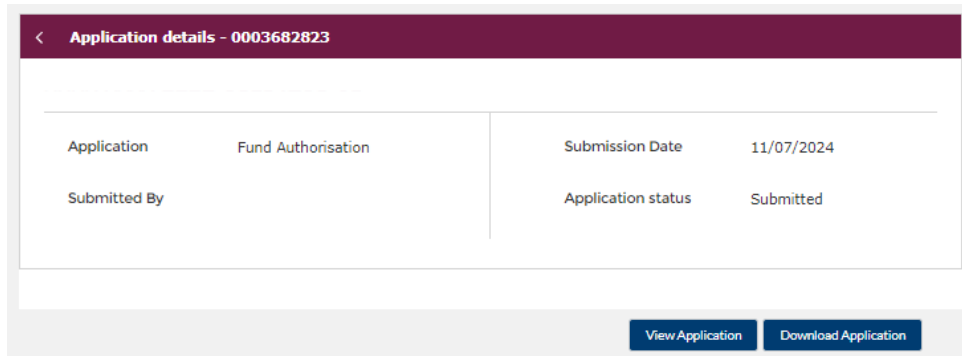 < Application details - 0003682823
Application Fund Authorisation Submission Date 11/07/2024
Submitted By Application status Submitted
View Application Download Application